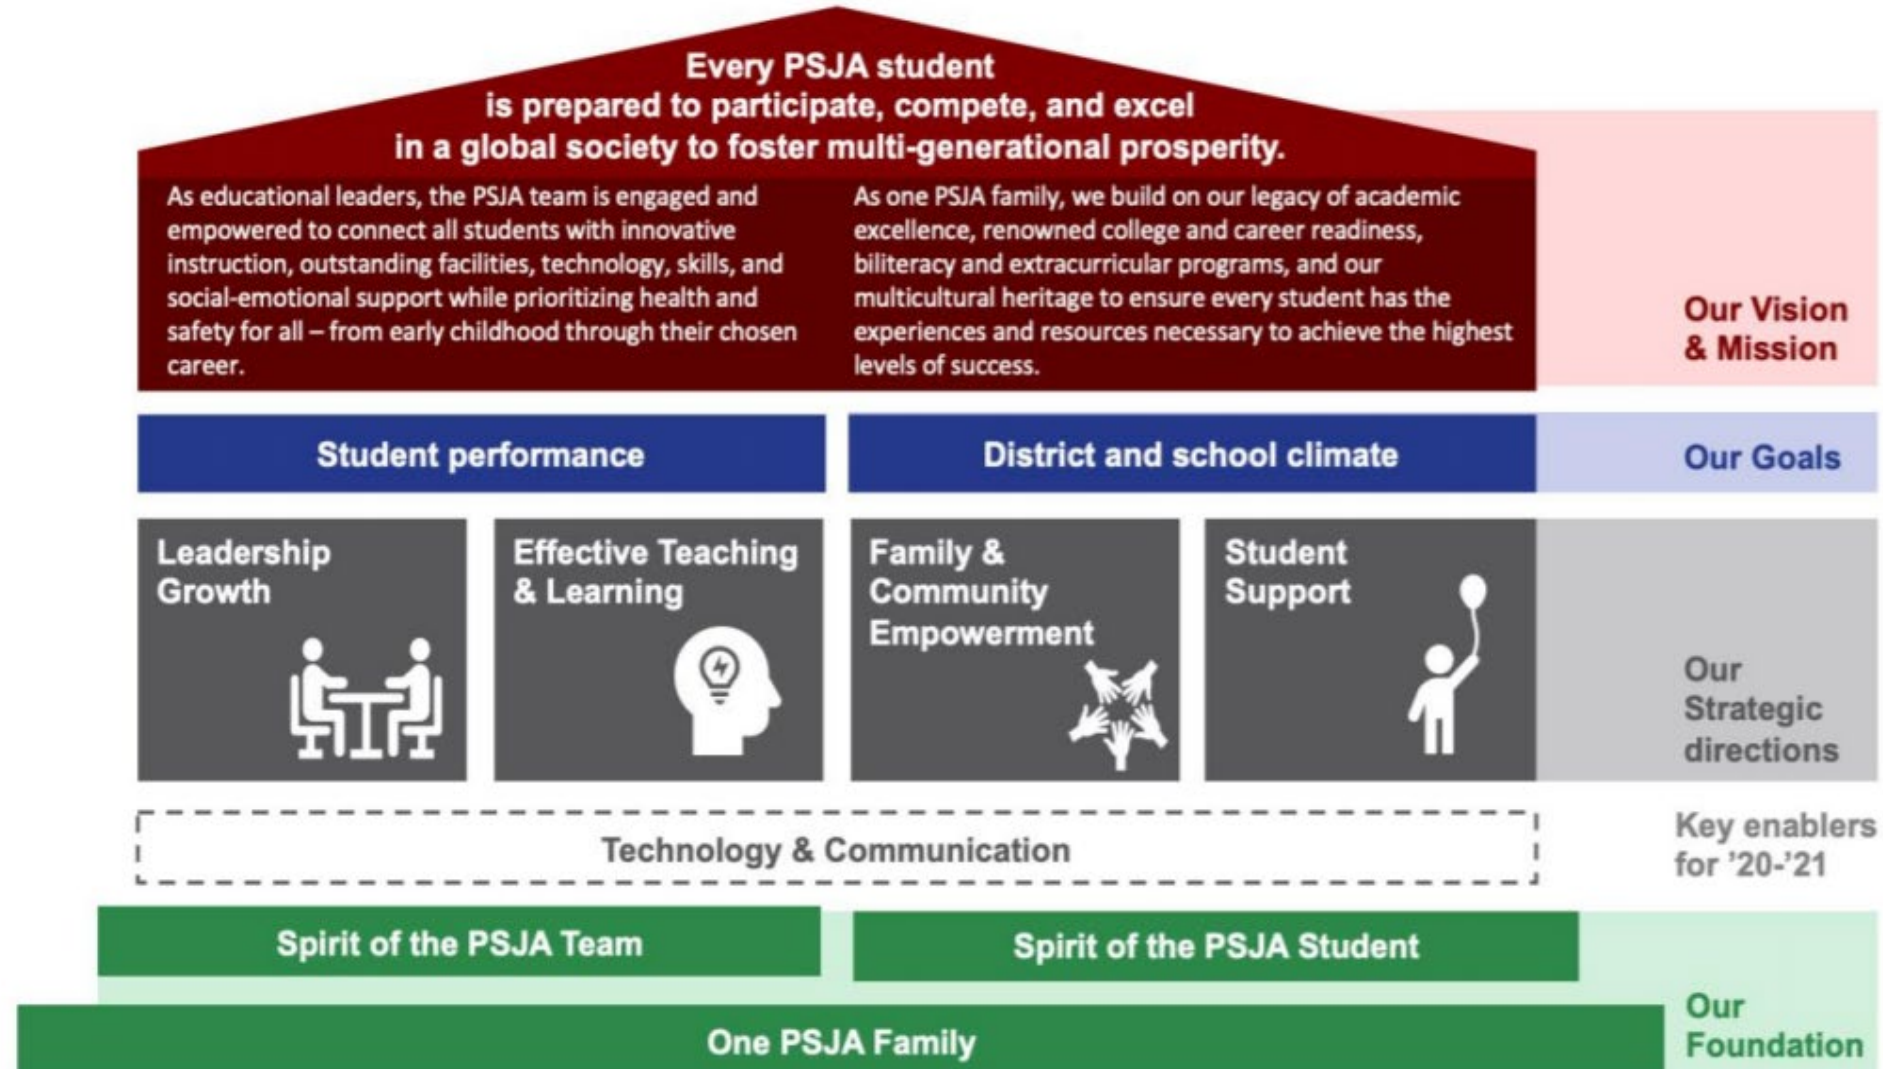 Every PSJA student
is prepared to participate, compete, and excel
in a global society to foster multi-generational prosperity.
As educational leaders, the PSJA team is engaged and
empowered to connect all students with innovative
instruction, outstanding facilities, technology, skills, and
social-emotional support while prioritizing health and
safety for all – from early childhood through their chosen
career.
As one PSJA family, we build on our legacy of academic
excellence, renowned college and career readiness,
biliteracy and extracurricular programs, and our
multicultural heritage to ensure every student has the
experiences and resources necessary to achieve the highest
levels of success.
Our Vision
& Mission
Student performance
District and school climate
Our Goals
Leadership
Growth
Effective Teaching
& Learning
Family &
Community
Empowerment
Student
Support
Our
Strategic
directions
Technology & Communication
Key enablers
for ’20-’21
Spirit of the PSJA Team
Spirit of the PSJA Student
One PSJA Family
Our
Foundation